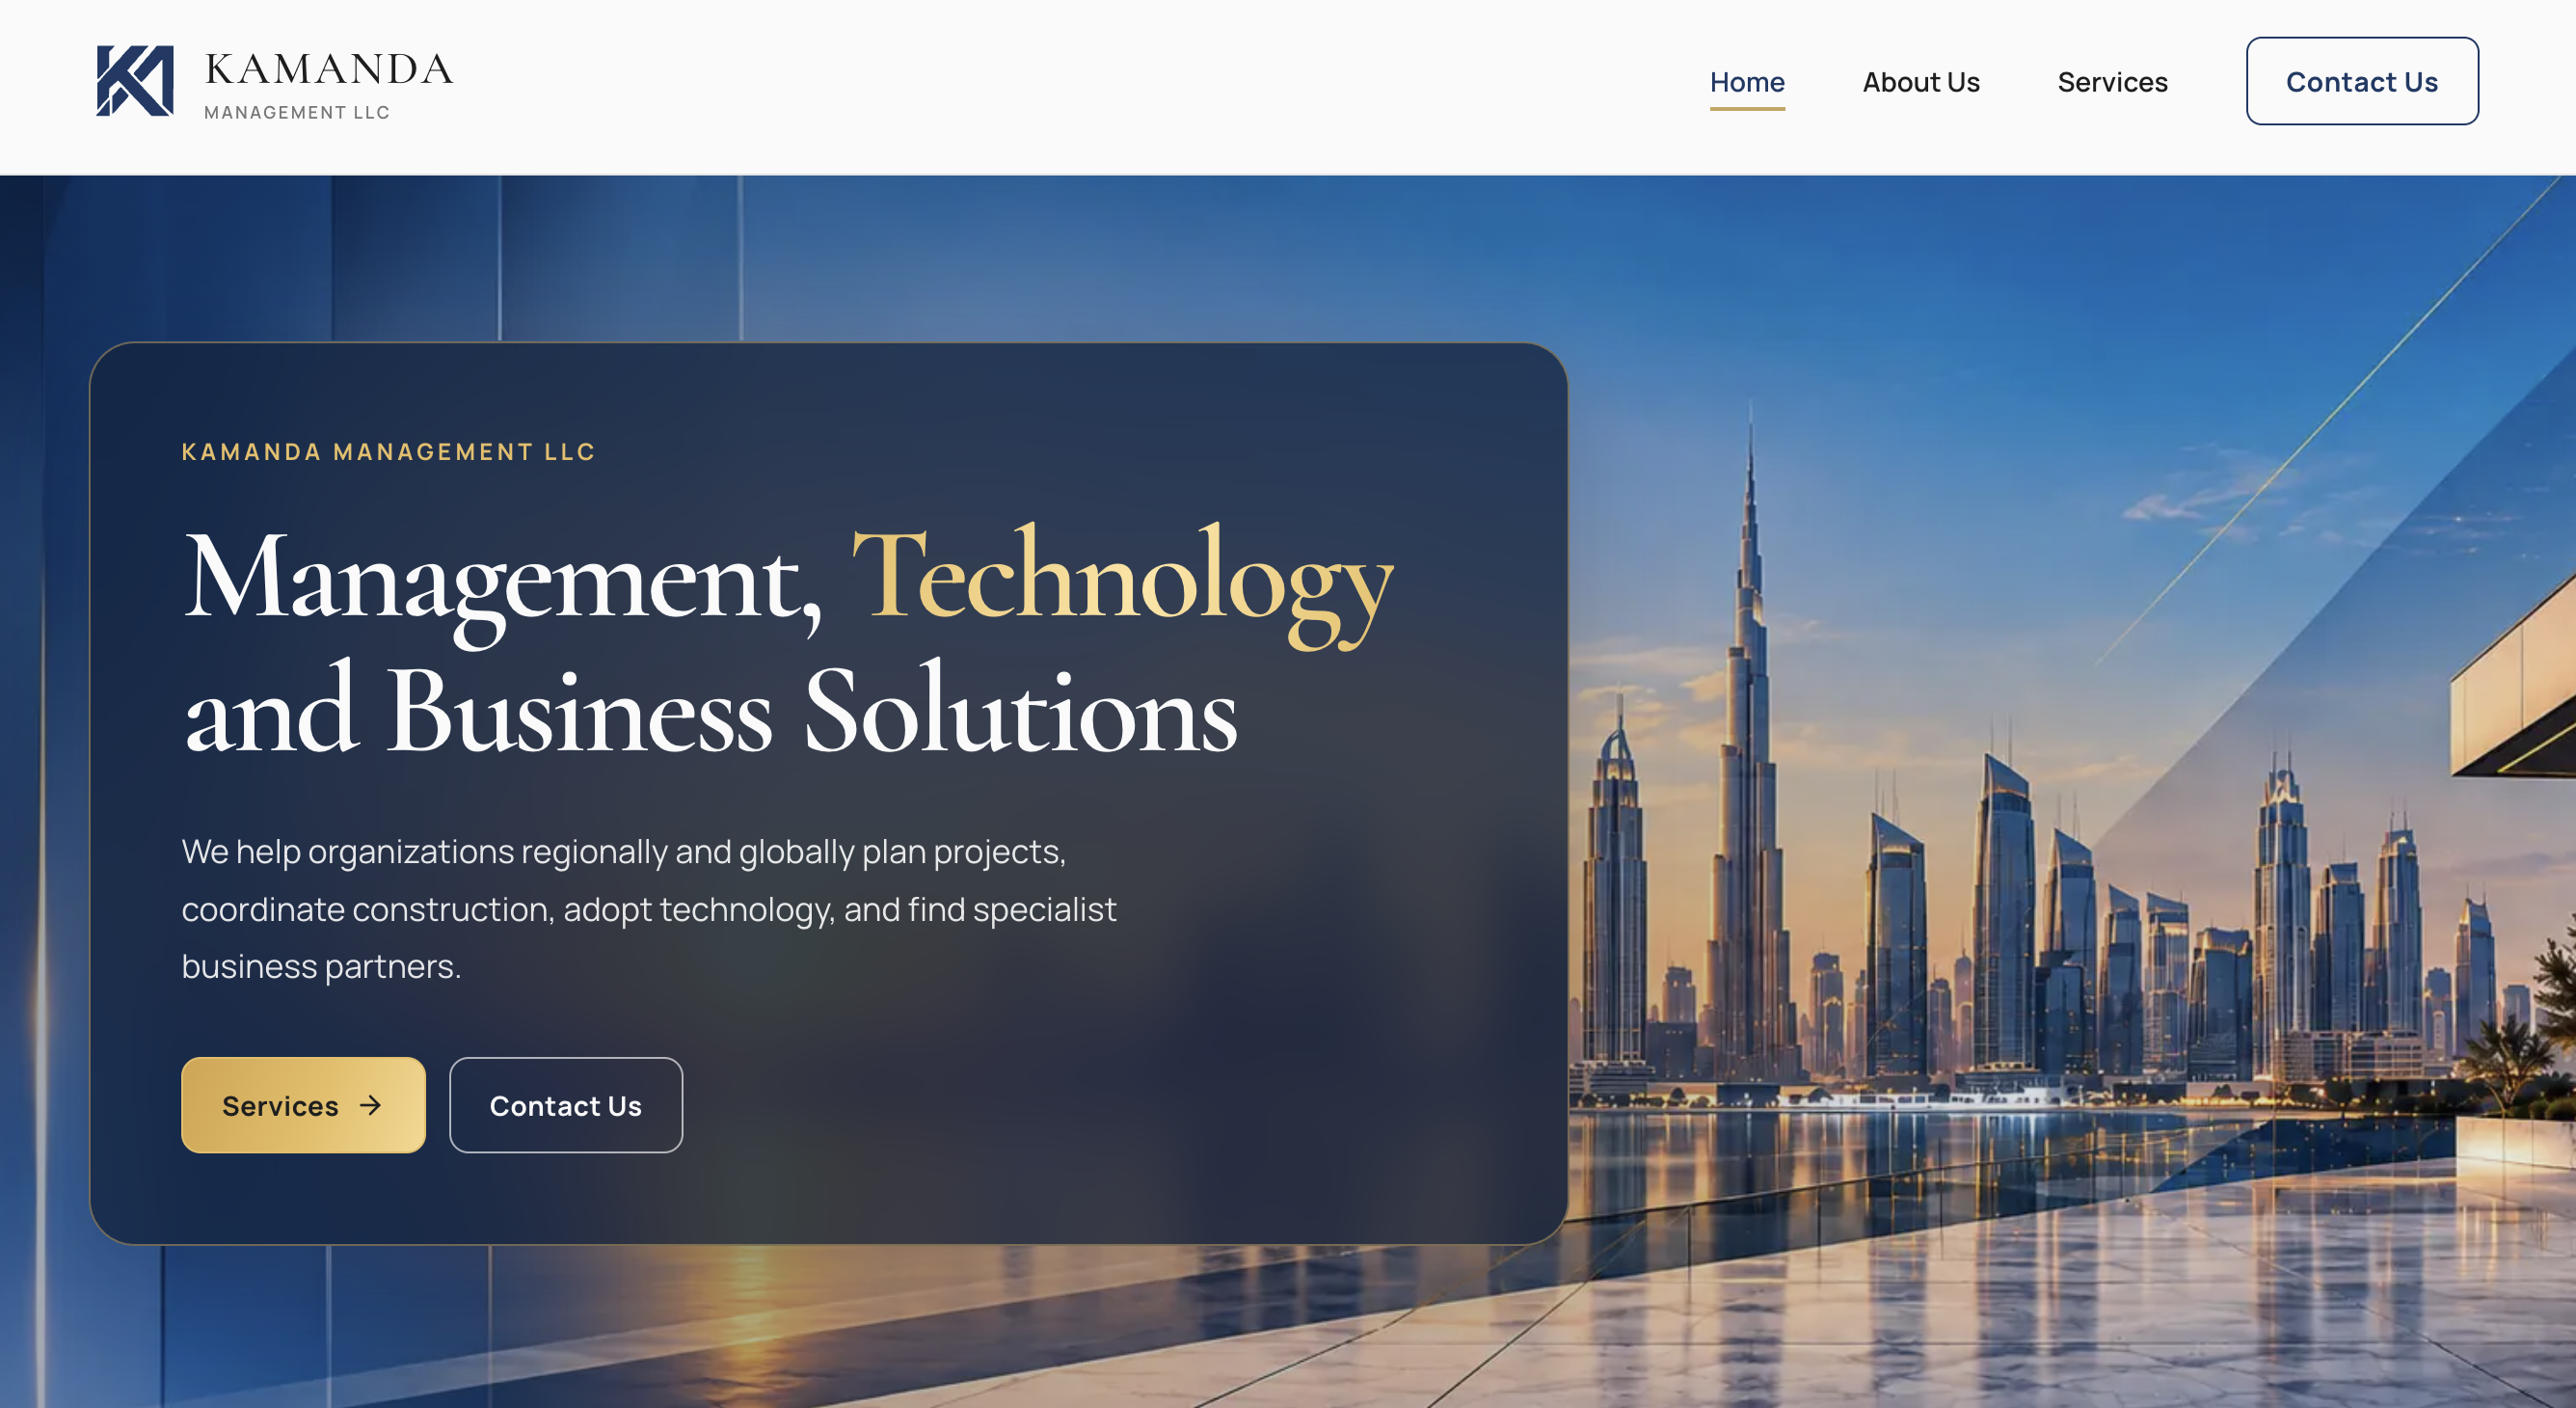 KAMANDA
MANAGEMENT LLC
Home
About Us
Services
Contact Us
KAMANDA MANAGEMENT LLC
Management, Technology
and Business Solutions
We help organizations regionally and globally plan projects,
coordinate construction, adopt technology, and find specialist
business partners.
Services →
Contact Us